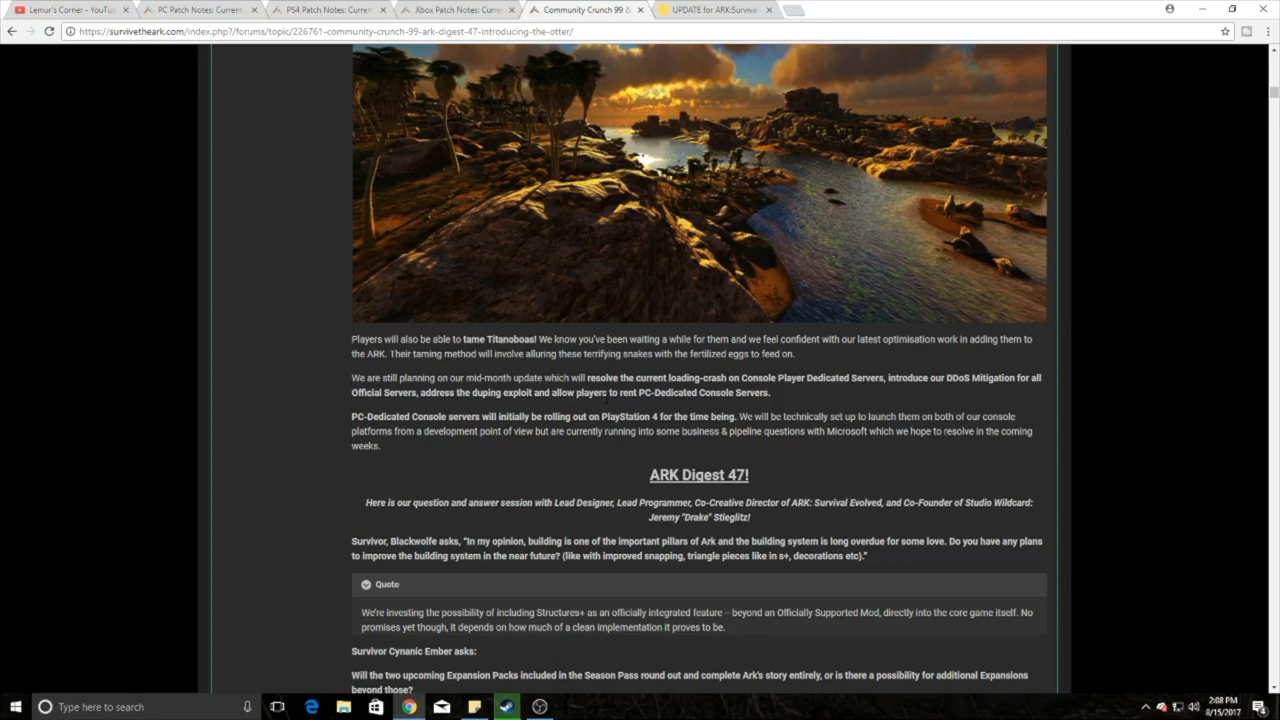 Lemur's Corner - YouTu
PC Patch Notes: Current
PS4 Patch Notes: Curren
Xbox Patch Notes: Curre
Community Crunch 99 &
UPDATE for ARK:Survival
https://survivetheark.com/index.php?/forums/topic/226761-community-crunch-99-ark-digest-47-introducing-the-otter/
Players will also be able to tame Titanoboas! We know you've been waiting a while for them and we feel confident with our latest optimisation work in adding them to
the ARK. Their taming method will involve alluring these terrifying snakes with the fertilized eggs to feed on.
We are still planning on our mid-month update which will resolve the current loading-crash on Console Player Dedicated Servers, introduce our DDoS Mitigation for all
Official Servers, address the duping exploit and allow players to rent PC-Dedicated Console Servers.
PC-Dedicated Console servers will initially be rolling out on PlayStation 4 for the time being. We will be technically set up to launch them on both of our console
platforms from a development point of view but are currently running into some business & pipeline questions with Microsoft which we hope to resolve in the coming
weeks.
ARK Digest 47!
Here is our question and answer session with Lead Designer, Lead Programmer, Co-Creative Director of ARK: Survival Evolved, and Co-Founder of Studio Wildcard:
Jeremy "Drake" Stieglitz!
Survivor, Blackwolfe asks, "In my opinion, building is one of the important pillars of Ark and the building system is long overdue for some love. Do you have any plans
to improve the building system in the near future? (like with improved snapping, triangle pieces like in s+, decorations etc)."
Quote
We're investing the possibility of including Structures+ as an officially integrated feature -- beyond an Officially Supported Mod, directly into the core game itself. No
promises yet though, it depends on how much of a clean implementation it proves to be.
Survivor Cynanic Ember asks:
Will the two upcoming Expansion Packs included in the Season Pass round out and complete Ark's story entirely, or is there a possibility for additional Expansions
beyond those?
Type here to search
2:08 PM
8/15/2017
4